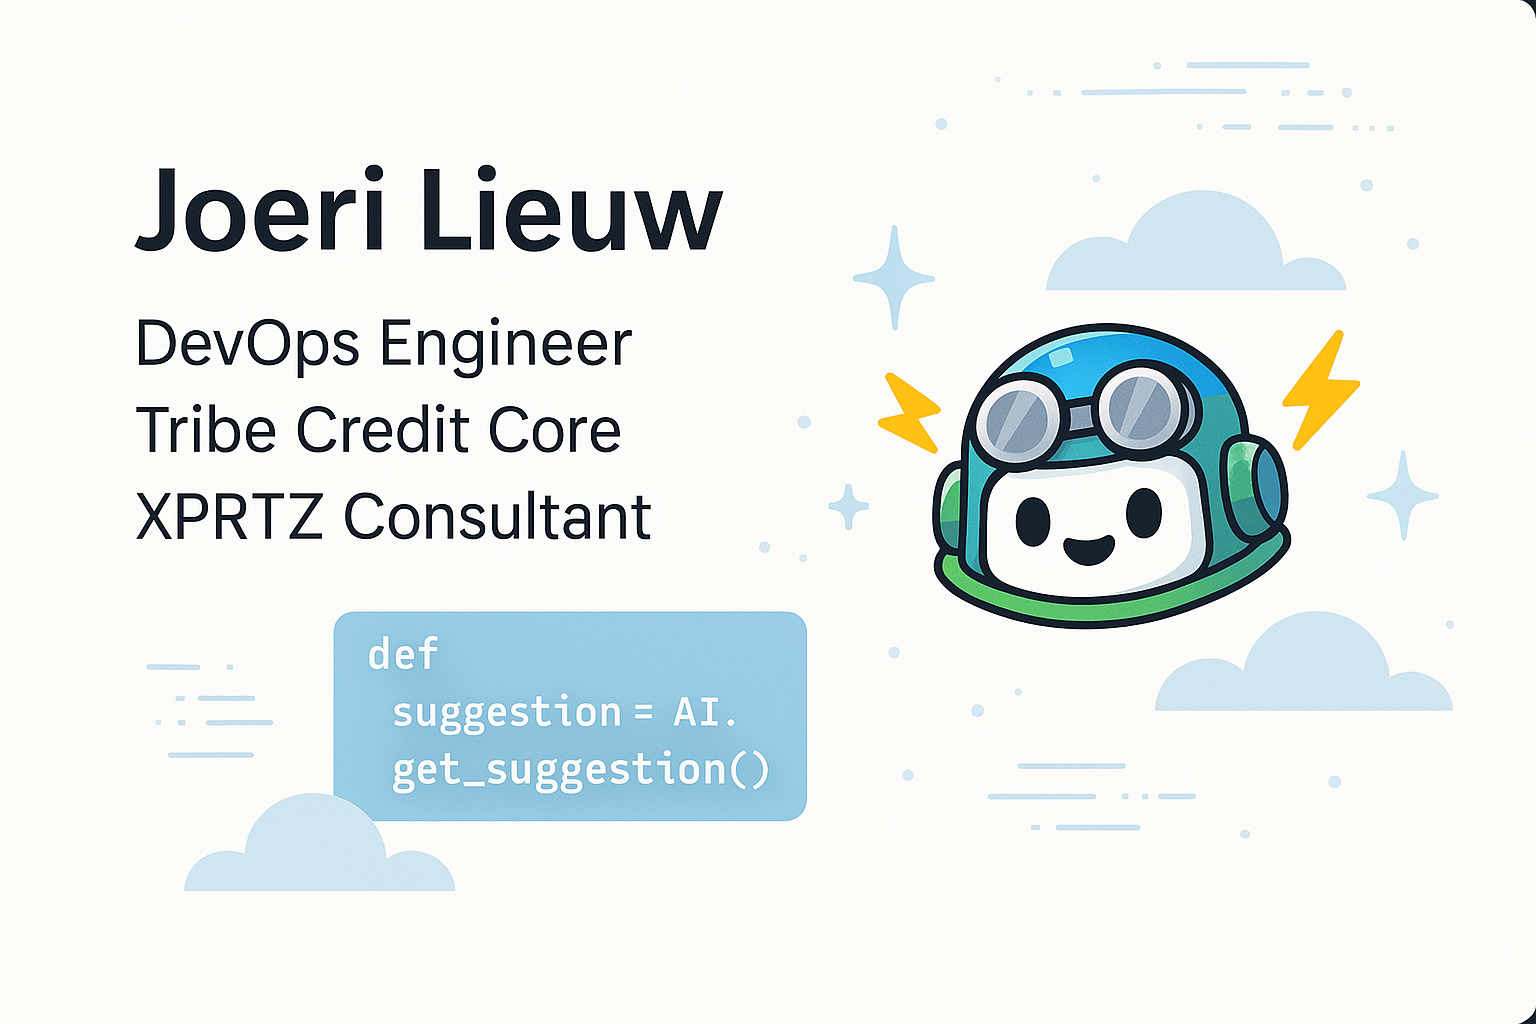 Joeri Lieuw
DevOps Engineer
Tribe Credit Core
XPRTZ Consultant
def
suggestion = AI.
get_suggestion()